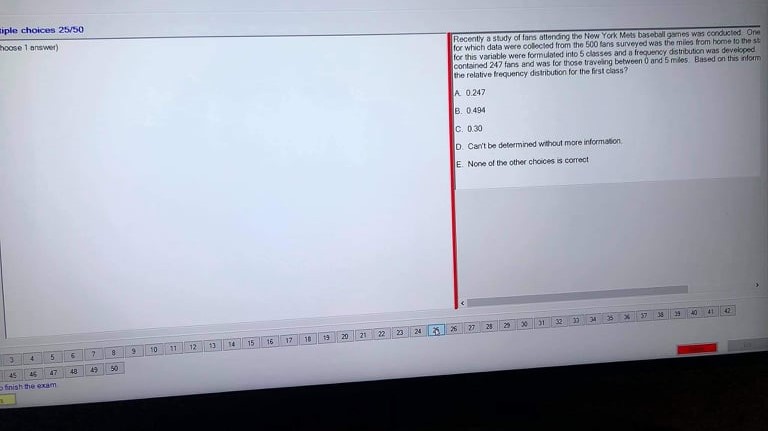 iple choices 25/50
hoose 1 answer)
Recently a study of fans attending the New York Mets baseball games was conducted. One
for which data were collected from the 500 fans surveyed was the miles from home to the st
for this variable were formulated into 5 classes and a frequency distribution was developed
contained 247 fans and was for those traveling between 0 and 5 miles. Based on this inform
the relative frequency distribution for the first class?
A. 0.247
B. 0.494
C. 0.30
D. Can't be determined without more information.
E. None of the other choices is correct
3 4 5 6 7 8 9 10 11 12 13 14 15 16 17 18 19 20 21 22 23 24 25 26 27 28 29 30 31 32 33 34 35 36 37 38 39 40 41 42
45 46 47 48 49 50
o finish the exam.